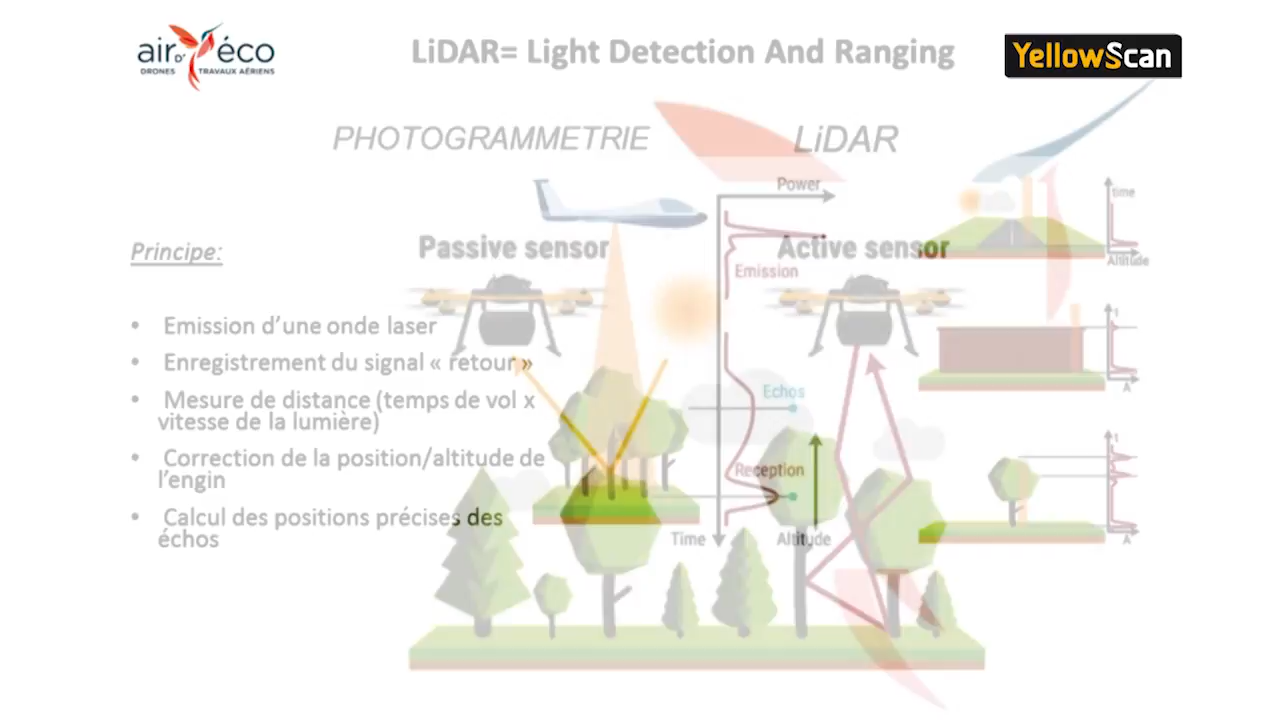 air d'éco
DRONES TRAVAUX AÉRIENS
LiDAR= Light Detection And Ranging
YellowScan
PHOTOGRAMMETRIE
LiDAR
Principe:
• Emission d'une onde laser
• Enregistrement du signal « retour »
• Mesure de distance (temps de vol x
vitesse de la lumière)
• Correction de la position/altitude de
l'engin
• Calcul des positions précises des
échos
Passive sensor
Active sensor
Power
Emission
Echos
Reception
Time
Altitude
time
Altitude
t
A
t
A